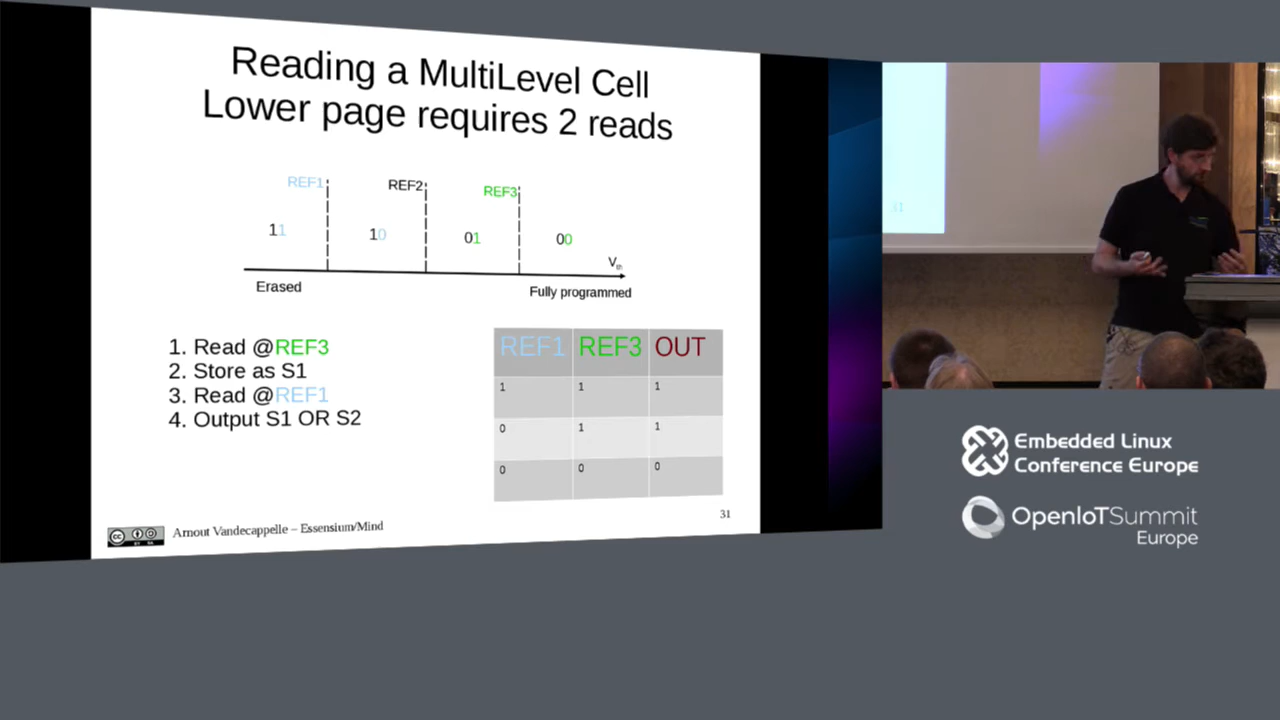 Reading a MultiLevel Cell
Lower page requires 2 reads
REF1 REF2 REF3
11 10 01 00
Vth
Erased Fully programmed
1. Read @REF3
2. Store as S1
3. Read @REF1
4. Output S1 OR S2
REF1 REF3 OUT
1 1 1
0 1 1
0 0 0
Arnout Vandecappelle – Essensium/Mind
31
Embedded Linux
Conference Europe
OpenIoTSummit
Europe